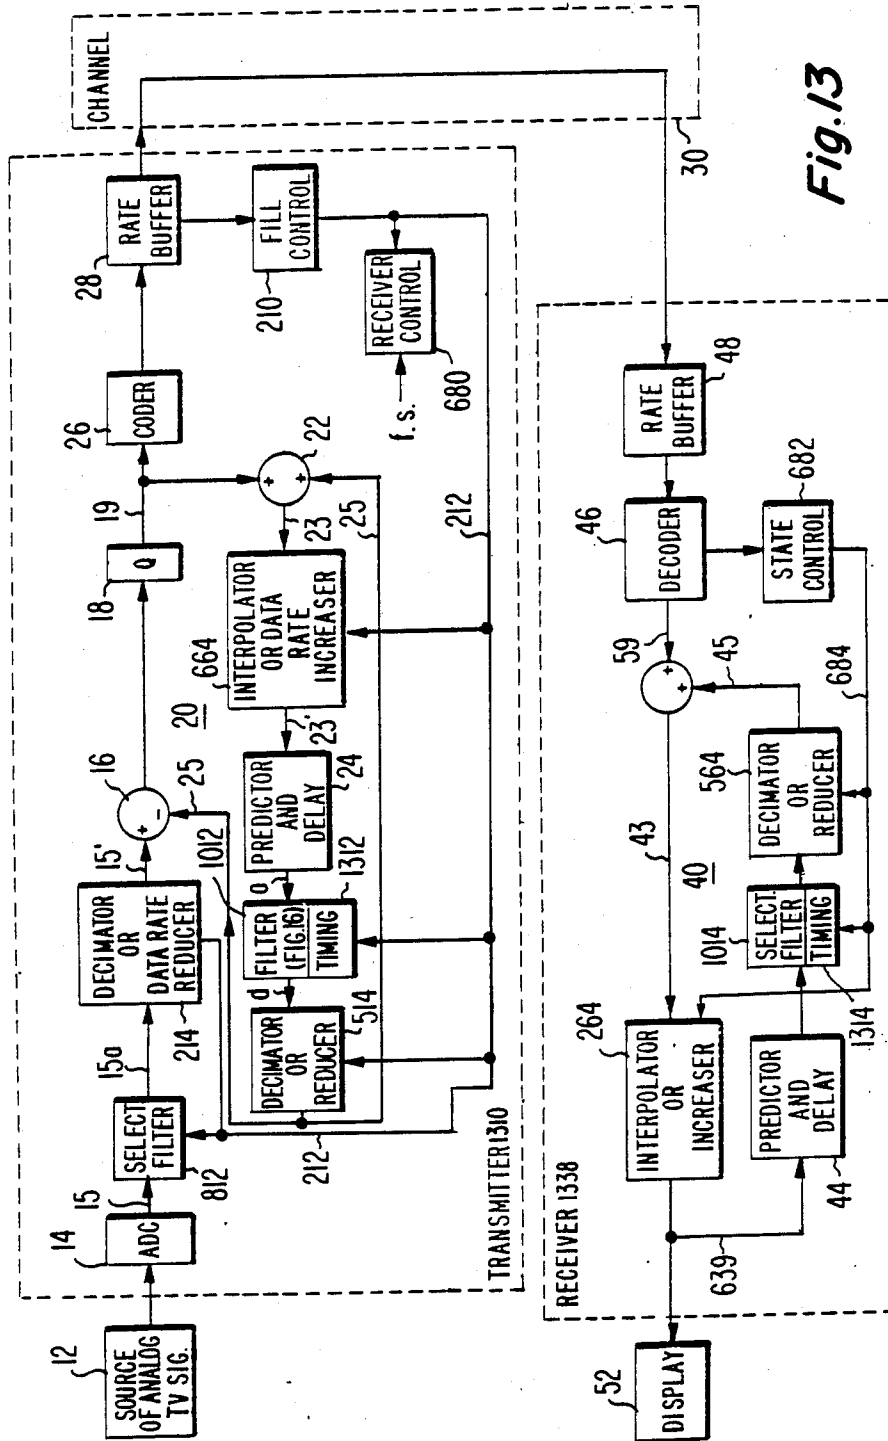 CHANNEL
30
Fig.13
28
RATE
BUFFER
FILL
CONTROL
210
RECEIVER
CONTROL
680
f.s.
26
CODER
19
22
+
+
23
25
212
18
Q
664
INTERPOLATOR
OR DATA
RATE
INCREASER
20
23'
16
+
-
25
15'
PREDICTOR
AND
DELAY
24
a
1012
FILTER
(FIG.16)
TIMING
1312
d
DECIMATOR
OR
REDUCER
514
DECIMATOR
OR
DATA RATE
REDUCER
214
15a
SELECT
FILTER
812
212
15
14
ADC
TRANSMITTER 1310
12
SOURCE
OF ANALOG
TV SIG.
RATE
BUFFER
48
46
DECODER
STATE
CONTROL
682
59
+
+
45
684
43
40
DECIMATOR
OR
REDUCER
564
1014
SELECT.
FILTER
TIMING
1314
264
INTERPOLATOR
OR
INCREASER
PREDICTOR
AND
DELAY
44
639
RECEIVER 1338
52
DISPLAY